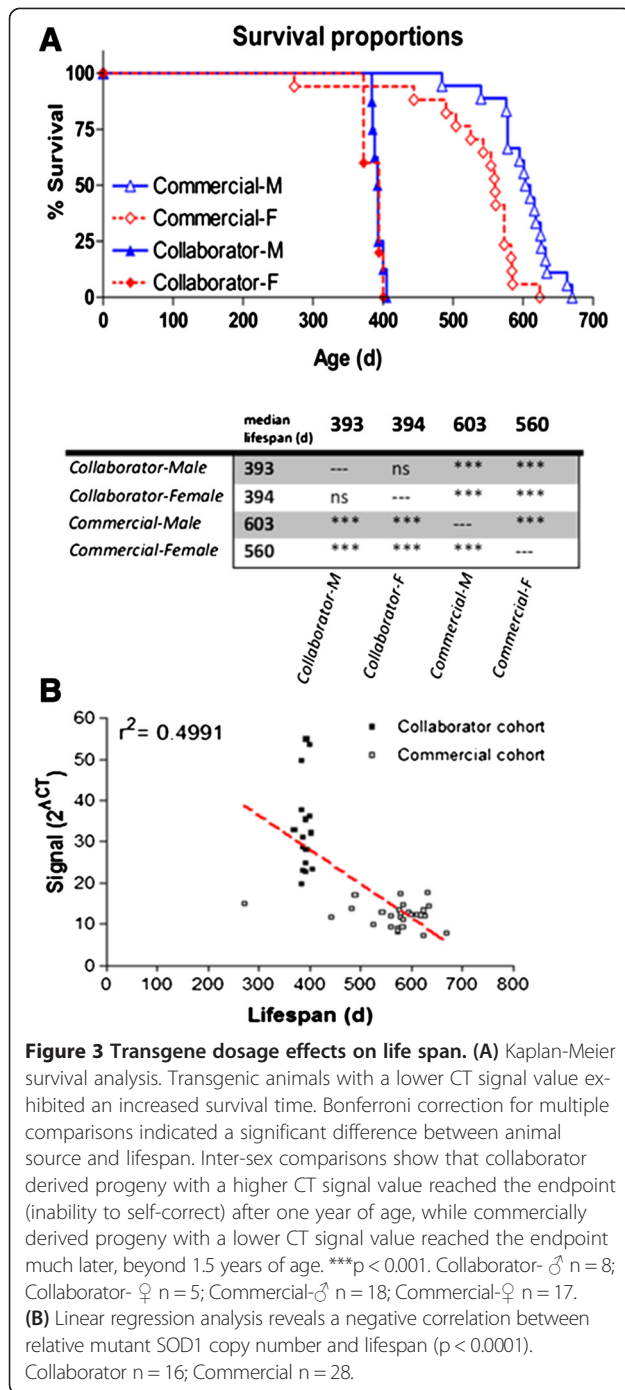 A
Survival proportions
% Survival
100
75
50
25
0
Commercial-M
Commercial-F
Collaborator-M
Collaborator-F
0 100 200 300 400 500 600 700
Age (d)
median lifespan (d) 393 394 603 560
Collaborator-Male 393 --- ns *** ***
Collaborator-Female 394 ns --- *** ***
Commercial-Male 603 *** *** --- ***
Commercial-Female 560 *** *** *** ---
Collaborator-M Collaborator-F Commercial-M Commercial-F
B
r2= 0.4991
Collaborator cohort
Commercial cohort
Signal (2^ΔCT)
60
50
40
30
20
10
0
0 100 200 300 400 500 600 700 800
Lifespan (d)
Figure 3 Transgene dosage effects on life span. (A) Kaplan-Meier
survival analysis. Transgenic animals with a lower CT signal value ex-
hibited an increased survival time. Bonferroni correction for multiple
comparisons indicated a significant difference between animal
source and lifespan. Inter-sex comparisons show that collaborator
derived progeny with a higher CT signal value reached the endpoint
(inability to self-correct) after one year of age, while commercially
derived progeny with a lower CT signal value reached the endpoint
much later, beyond 1.5 years of age. ***p < 0.001. Collaborator- ♂ n = 8;
Collaborator- ♀ n = 5; Commercial-♂ n = 18; Commercial-♀ n = 17.
(B) Linear regression analysis reveals a negative correlation between
relative mutant SOD1 copy number and lifespan (p < 0.0001).
Collaborator n = 16; Commercial n = 28.